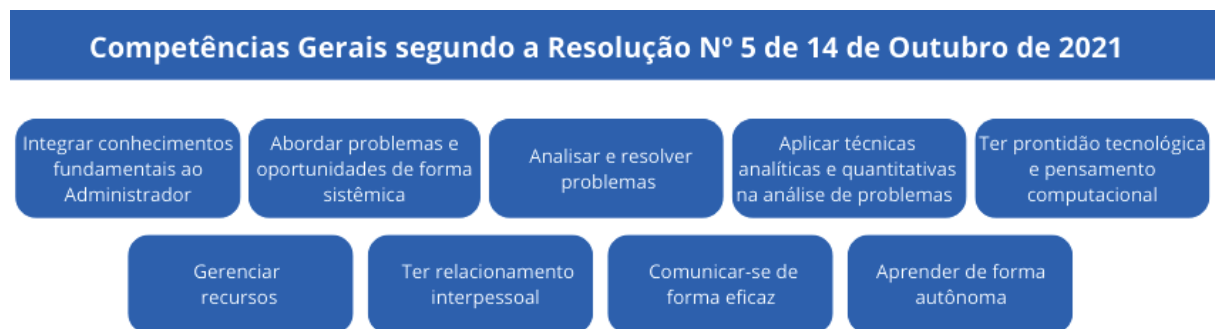 Competências Gerais segundo a Resolução Nº 5 de 14 de Outubro de 2021
Integrar conhecimentos
fundamentais ao
Administrador
Abordar problemas e
oportunidades de forma
sistêmica
Analisar e resolver
problemas
Aplicar técnicas
analíticas e quantitativas
na análise de problemas
Ter prontidão tecnológica
e pensamento
computacional
Gerenciar
recursos
Ter relacionamento
interpessoal
Comunicar-se de
forma eficaz
Aprender de forma
autônoma